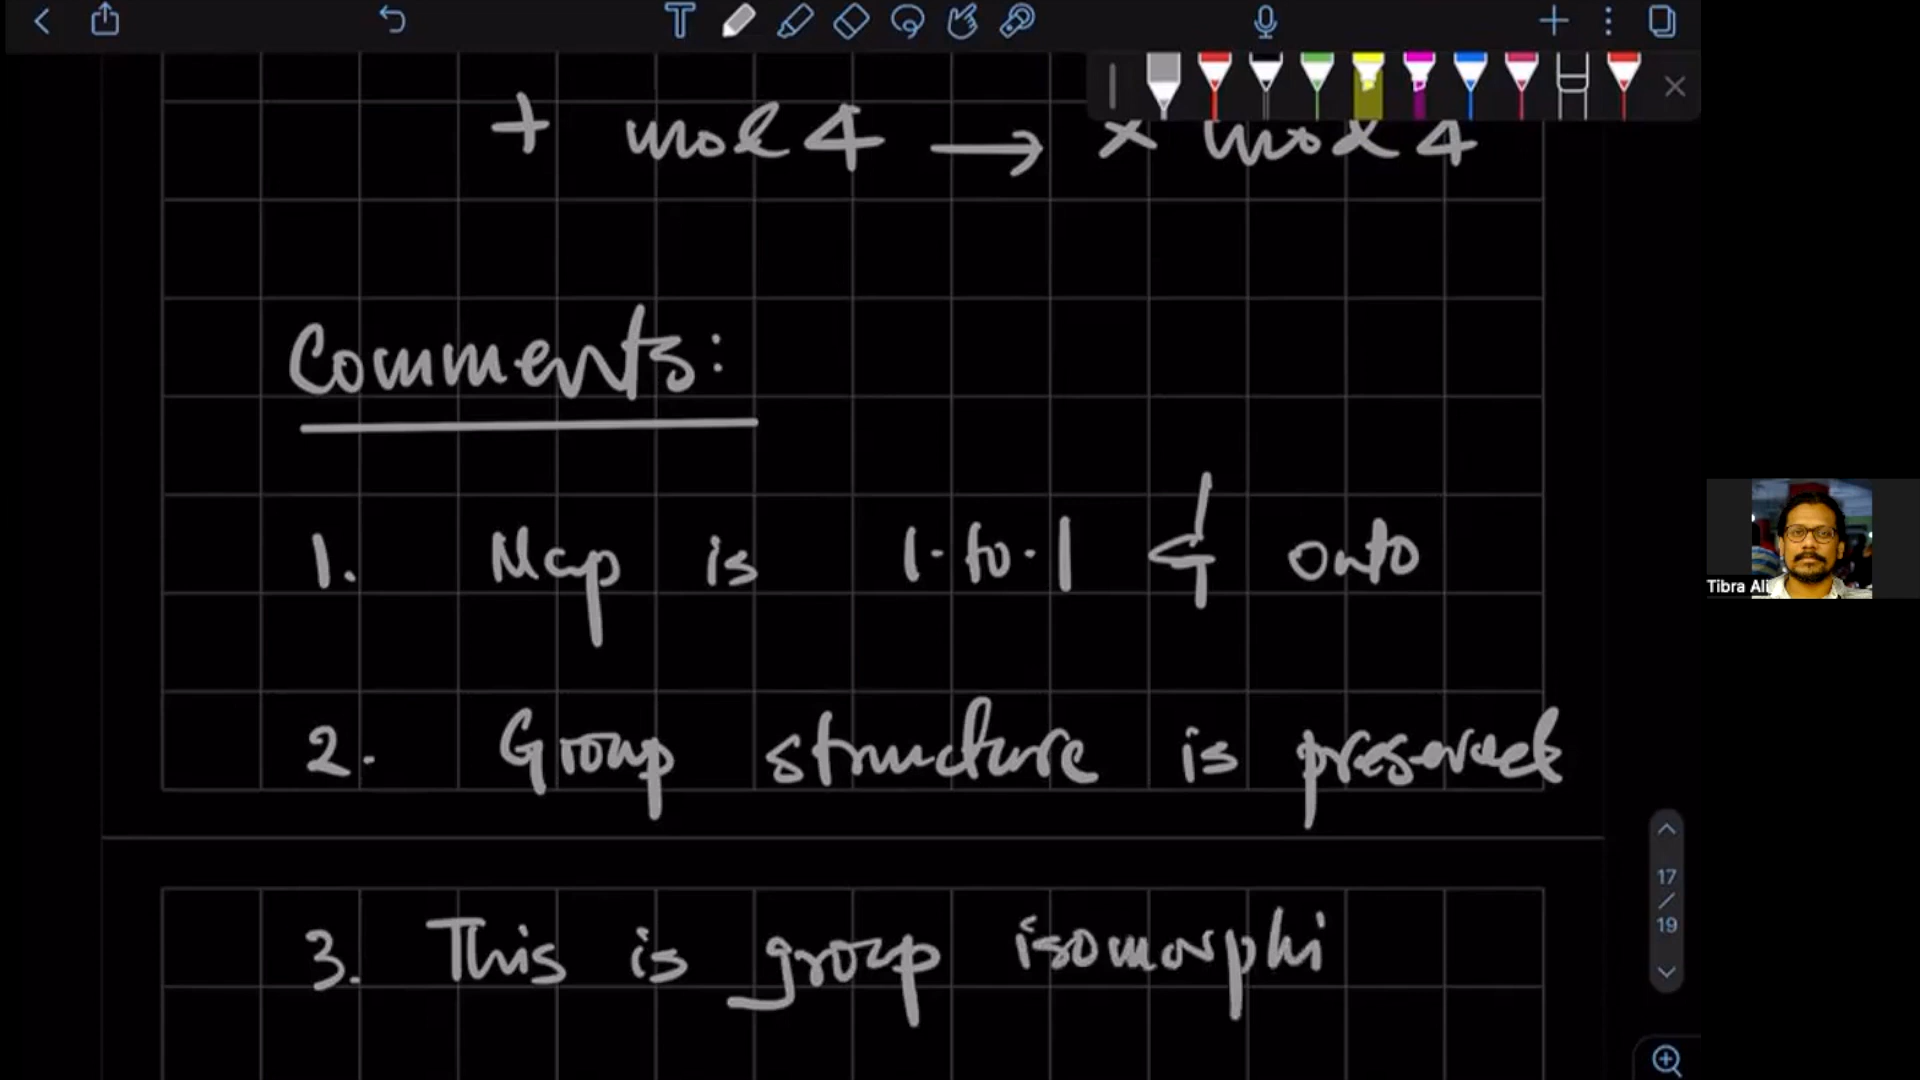 + mod 4 → × mod 4
Comments:
1. Map is 1-to-1 & onto
2. Group structure is preserved
3. This is group isomorphi
17
/
19
Tibra Ali